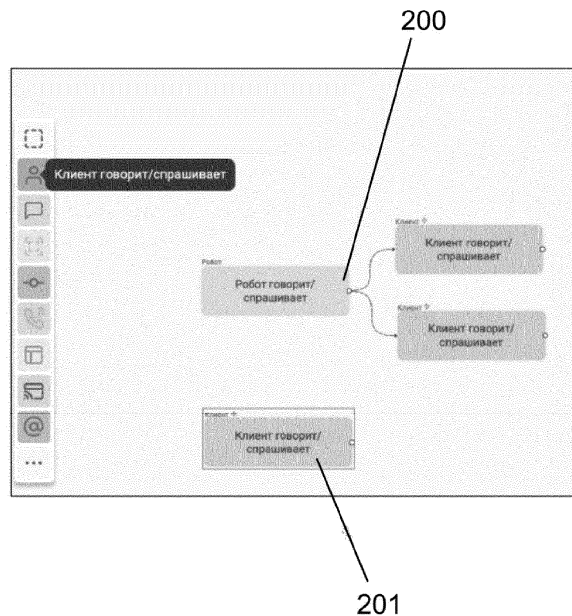 200
Клиент говорит/спрашивает
Клиент
Клиент говорит/
спрашивает
Робот
Робот говорит/
спрашивает
Клиент
Клиент говорит/
спрашивает
Клиент
Клиент говорит/
спрашивает
201